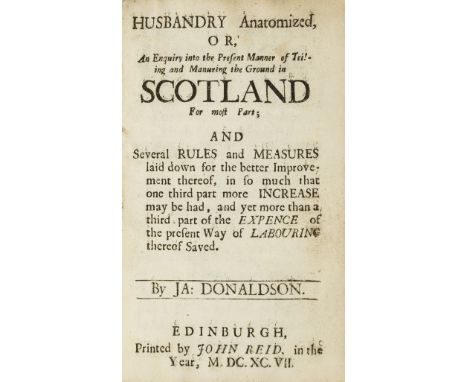 HUSBANDRY Anatomized,
OR,
An Enquiry into the Present Manner of Teil-
ing and Manuring the Ground in
SCOTLAND
For most Part;
AND
Several RULES and MEASURES
laid down for the better Improve-
ment thereof, in so much that
one third part more INCREASE
may be had, and yet more than a
third part of the EXPENCE of
the present Way of LABOURING
thereof Saved.
By JA: DONALDSON.
EDINBURGH,
Printed by JOHN REID. in the
Year, M. DC. XC. VII.